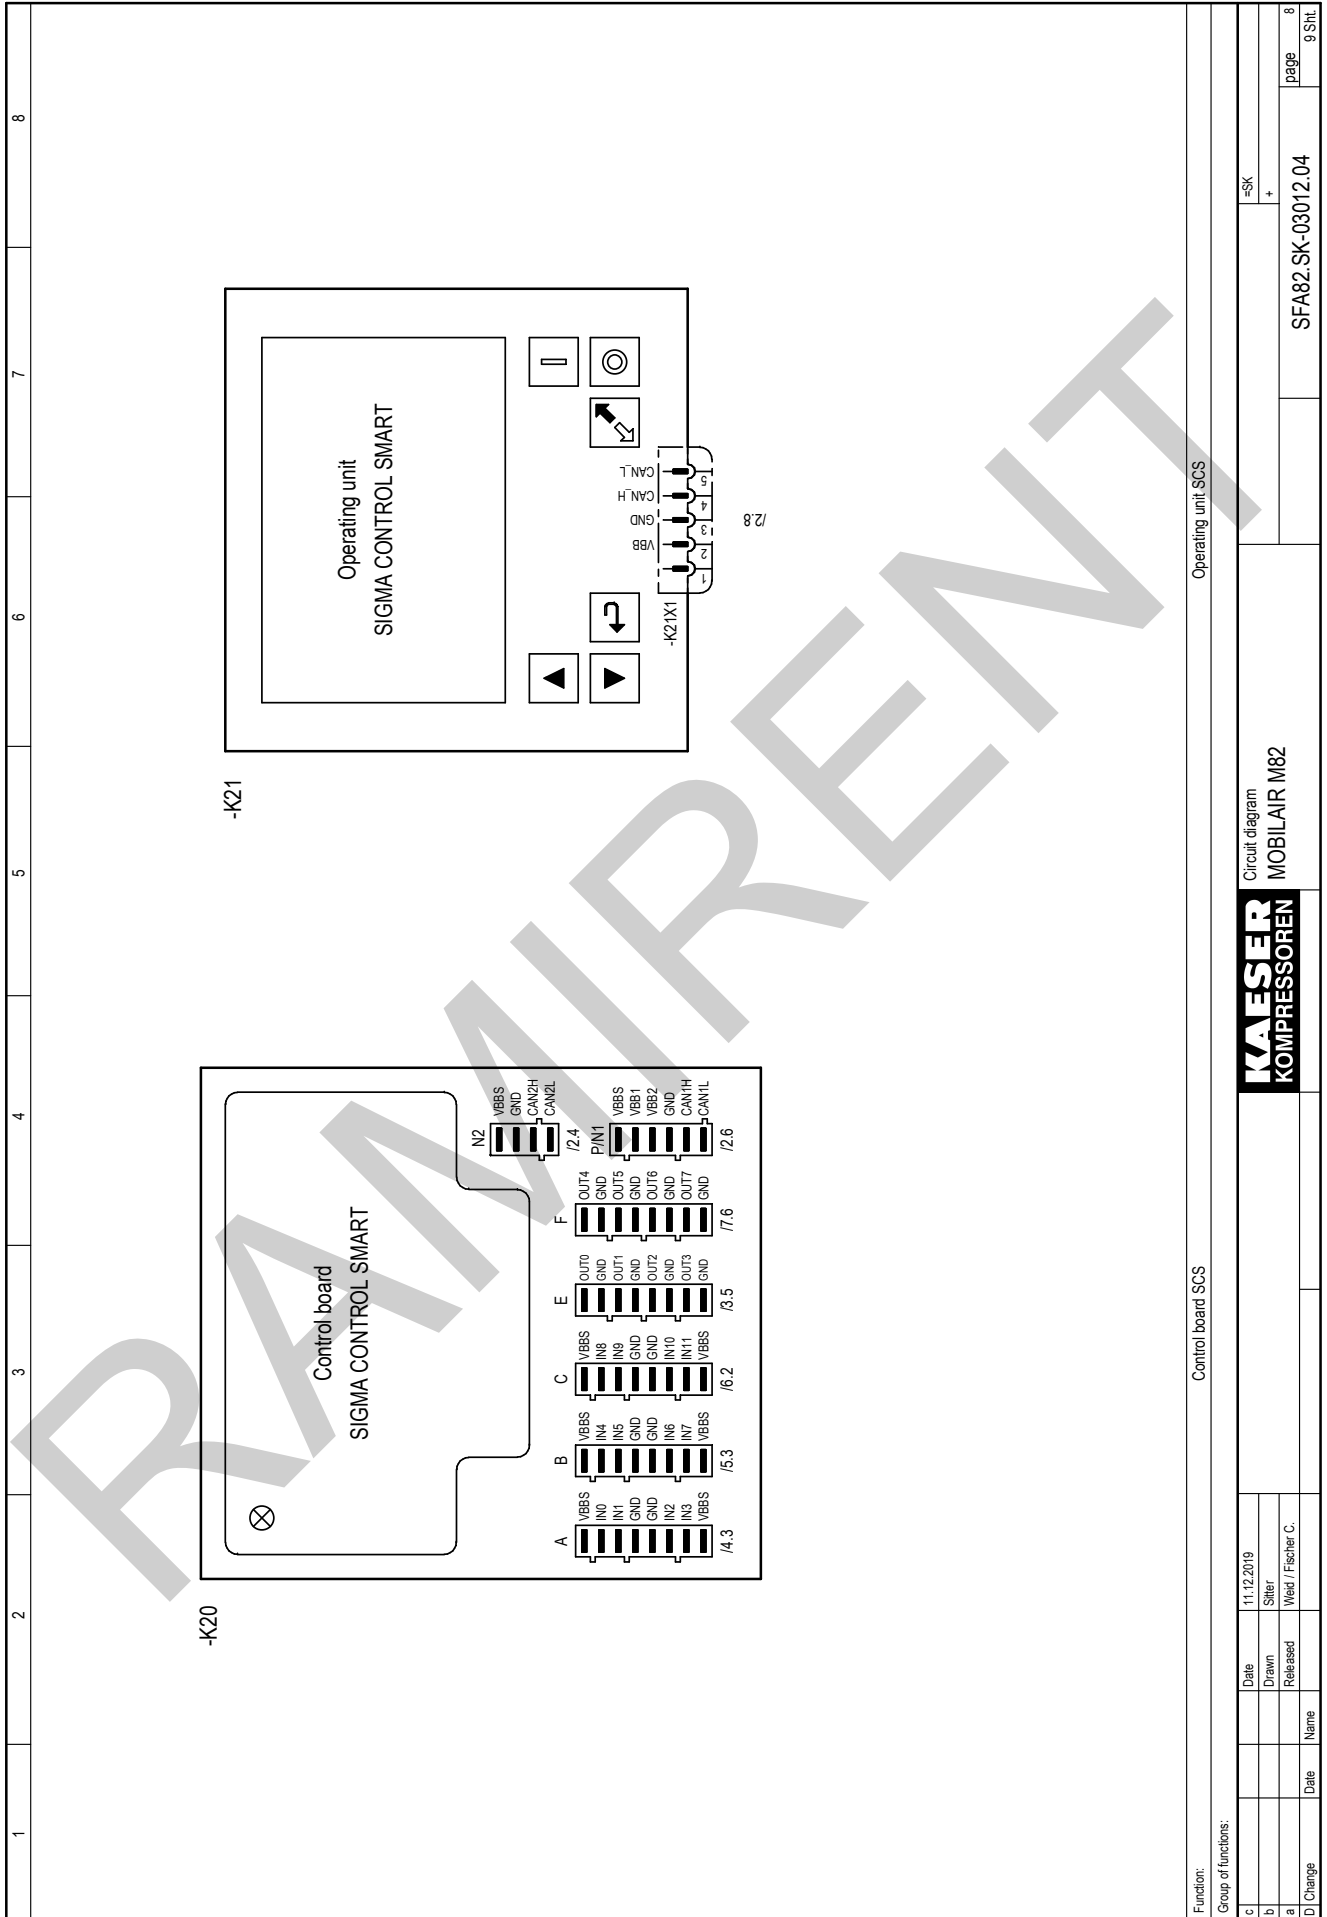 1 2 3 4 5 6 7 8
-K20
Control board
SIGMA CONTROL SMART
A
VBBS
IN0
IN1
GND
GND
IN2
IN3
VBBS
/4.3
B
VBBS
IN4
IN5
GND
GND
IN6
IN7
VBBS
/5.3
C
VBBS
IN8
IN9
GND
GND
IN10
IN11
VBBS
/6.2
E
OUT0
GND
OUT1
GND
OUT2
GND
OUT3
GND
/3.5
F
OUT4
GND
OUT5
GND
OUT6
GND
OUT7
GND
/7.6
N2
VBBS
GND
CAN2H
CAN2L
/2.4
P/N1
VBBS
VBB1
VBB2
GND
CAN1H
CAN1L
/2.6
-K21
Operating unit
SIGMA CONTROL SMART
-K21X1
VBB
GND
CAN_H
CAN_L
1 2 3 4 5
/2.8
RAMIRENT
Function:
Control board SCS
Operating unit SCS
Group of functions:
c
b
a
D Change Date Name
Date 11.12.2019
Drawn Sitter
Released Weid / Fischer C.
KAESER
KOMPRESSOREN
Circuit diagram
MOBILAIR M82
=SK
+
SFA82.SK-03012.04
page 8
9 Sht.